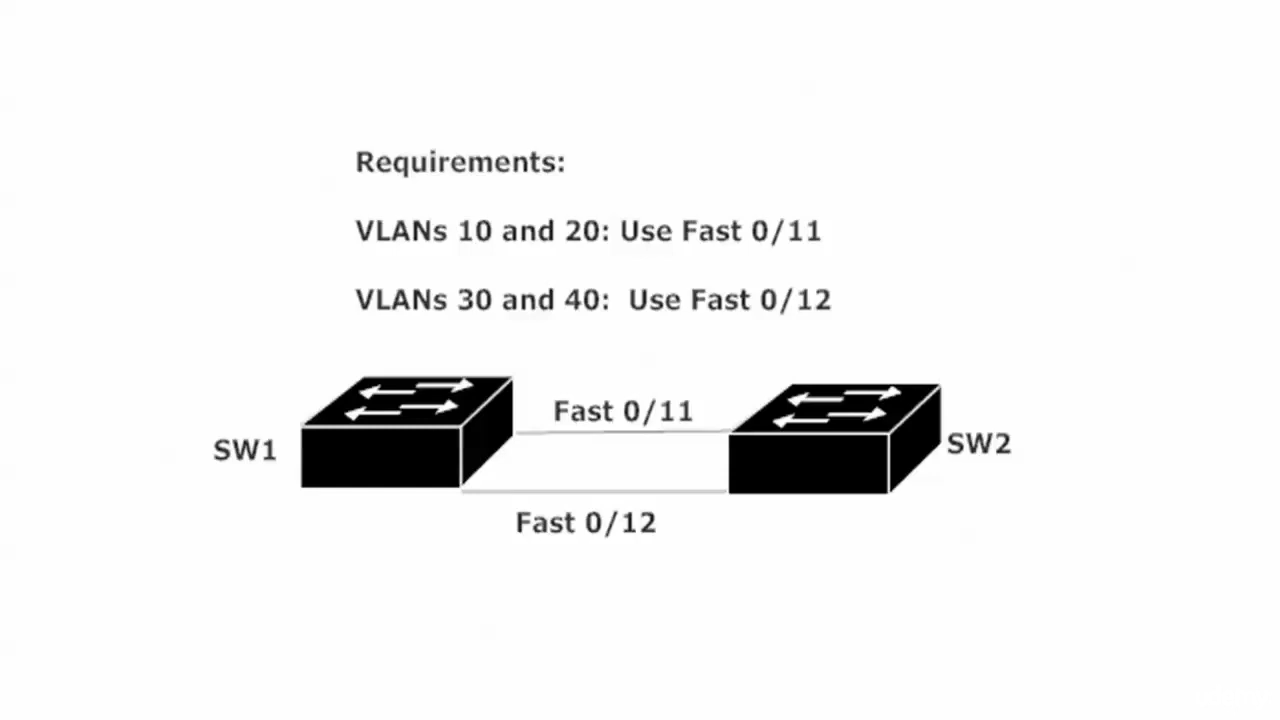 Requirements:
VLANs 10 and 20: Use Fast 0/11
VLANs 30 and 40:  Use Fast 0/12
Fast 0/11
SW1
SW2
Fast 0/12